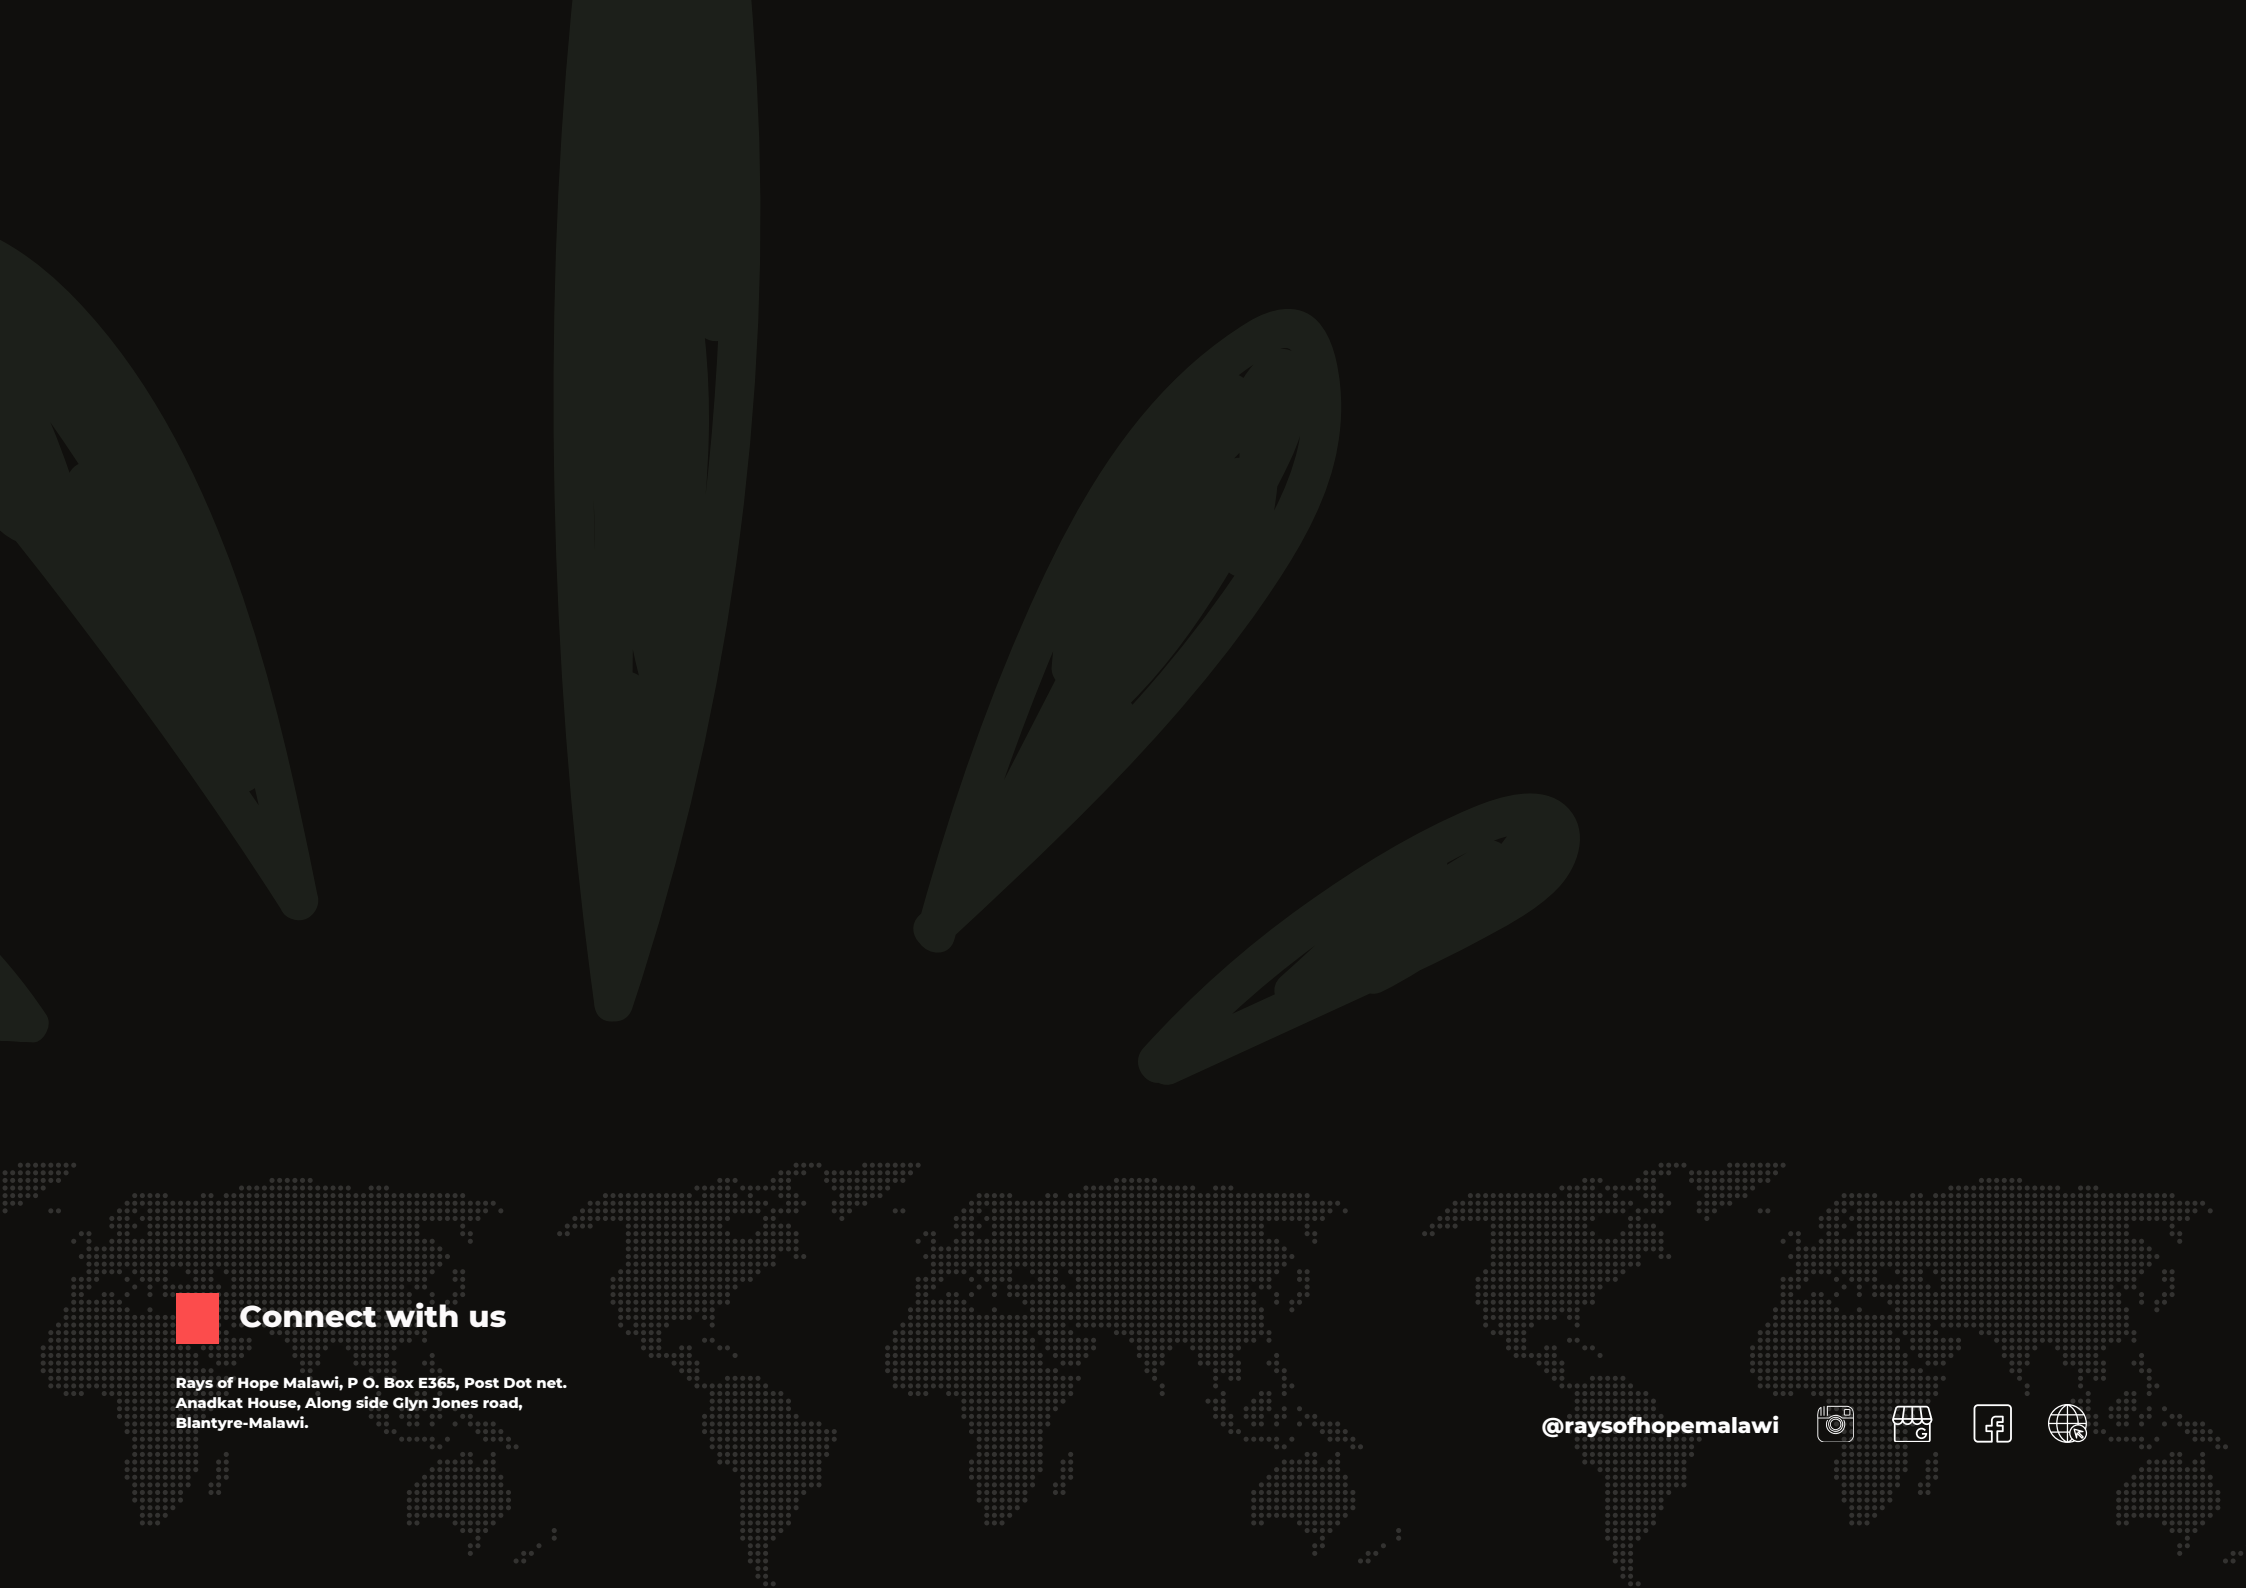 Connect with us
Rays of Hope Malawi, P O. Box E365, Post Dot net.
Anadkat House, Along side Glyn Jones road,
Blantyre-Malawi.
@raysofhopemalawi
G